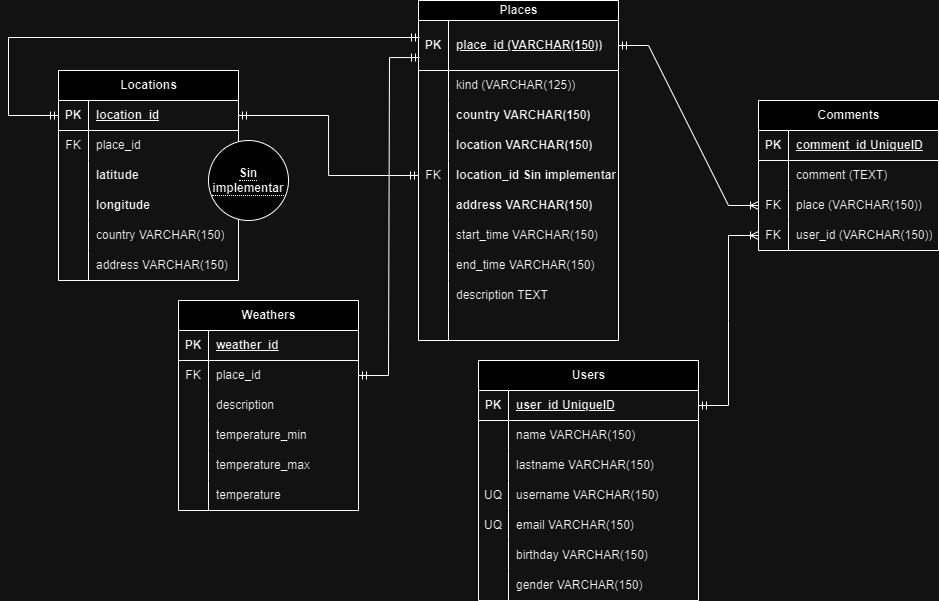 Places
PK place_id (VARCHAR(150))
kind (VARCHAR(125))
country VARCHAR(150)
location VARCHAR(150)
FK location_id Sin implementar
address VARCHAR(150)
start_time VARCHAR(150)
end_time VARCHAR(150)
description TEXT
Locations
PK location_id
FK place_id
latitude
longitude
country VARCHAR(150)
address VARCHAR(150)
Sin
implementar
Comments
PK comment_id UniqueID
comment (TEXT)
FK place (VARCHAR(150))
FK user_id (VARCHAR(150))
Weathers
PK weather_id
FK place_id
description
temperature_min
temperature_max
temperature
Users
PK user_id UniqueID
name VARCHAR(150)
lastname VARCHAR(150)
UQ username VARCHAR(150)
UQ email VARCHAR(150)
birthday VARCHAR(150)
gender VARCHAR(150)